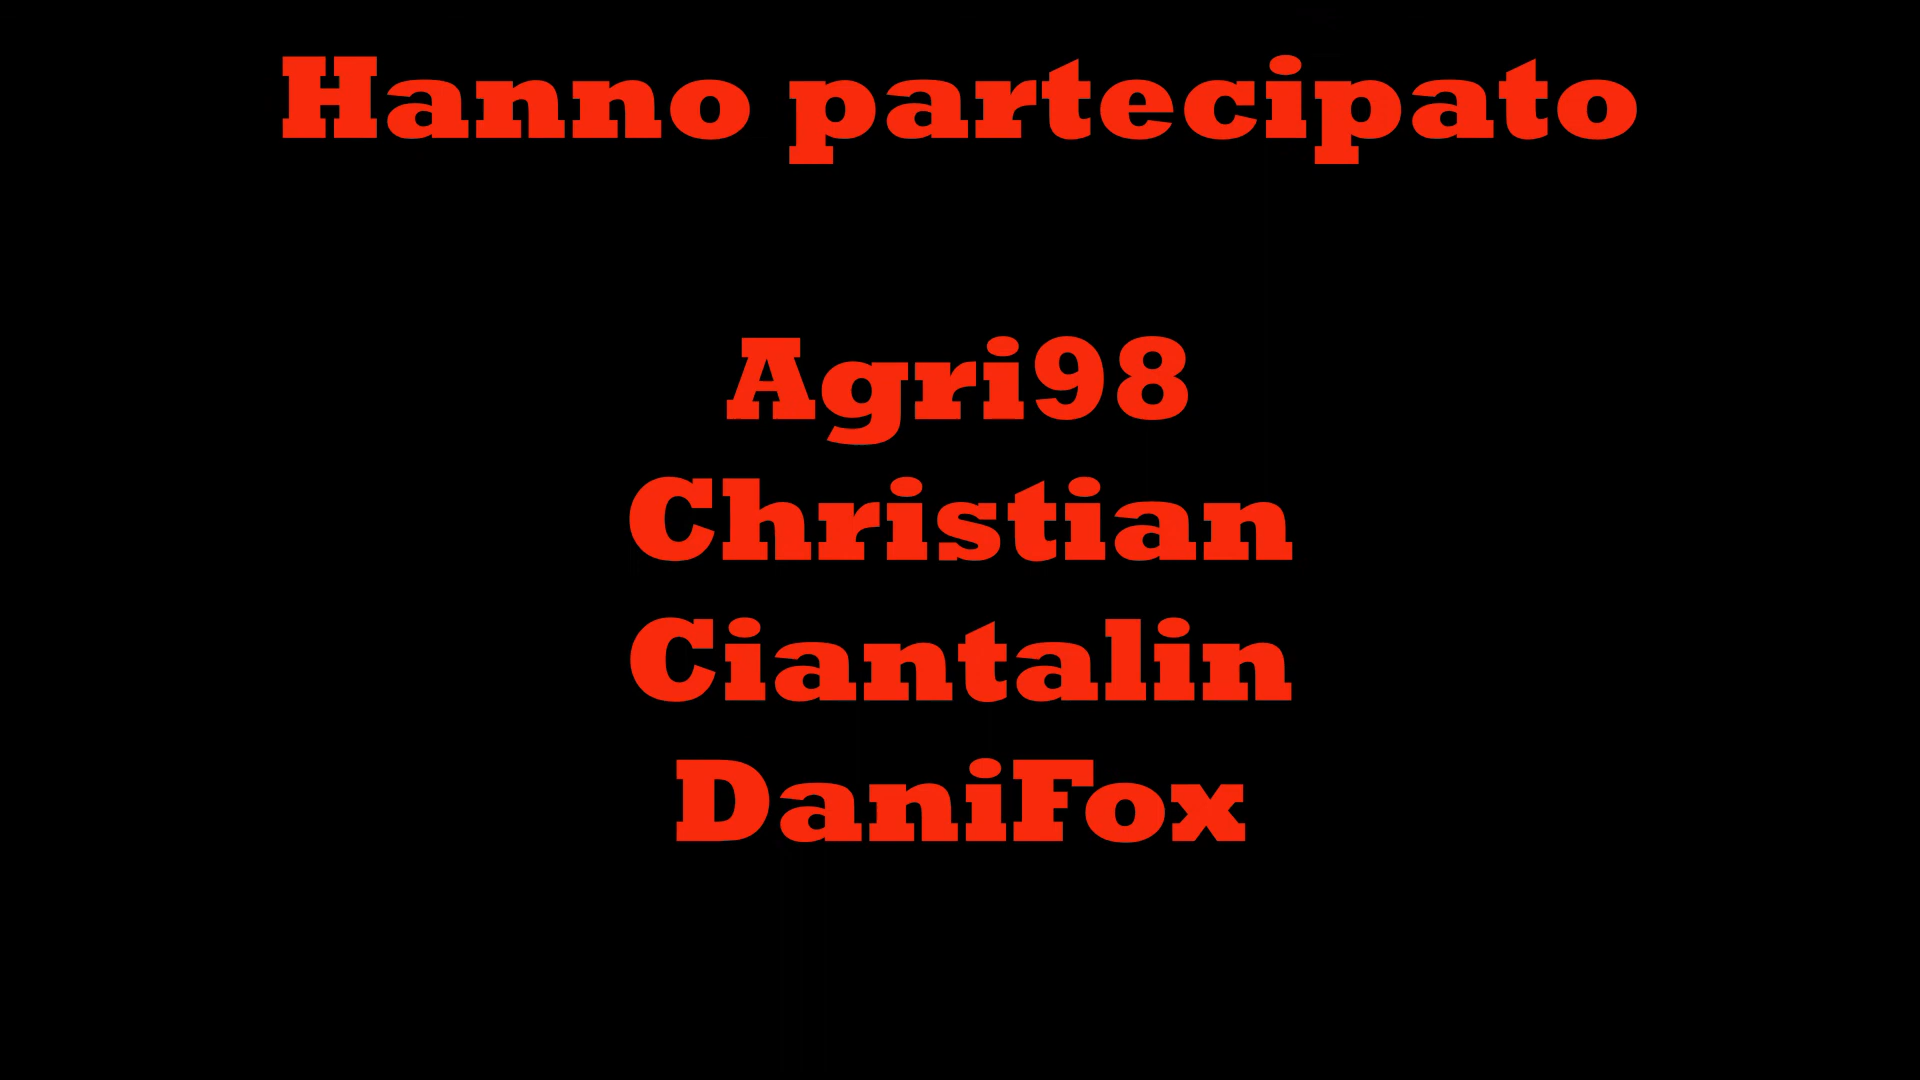 Hanno partecipato
Agri98
Christian
Ciantalin
DaniFox